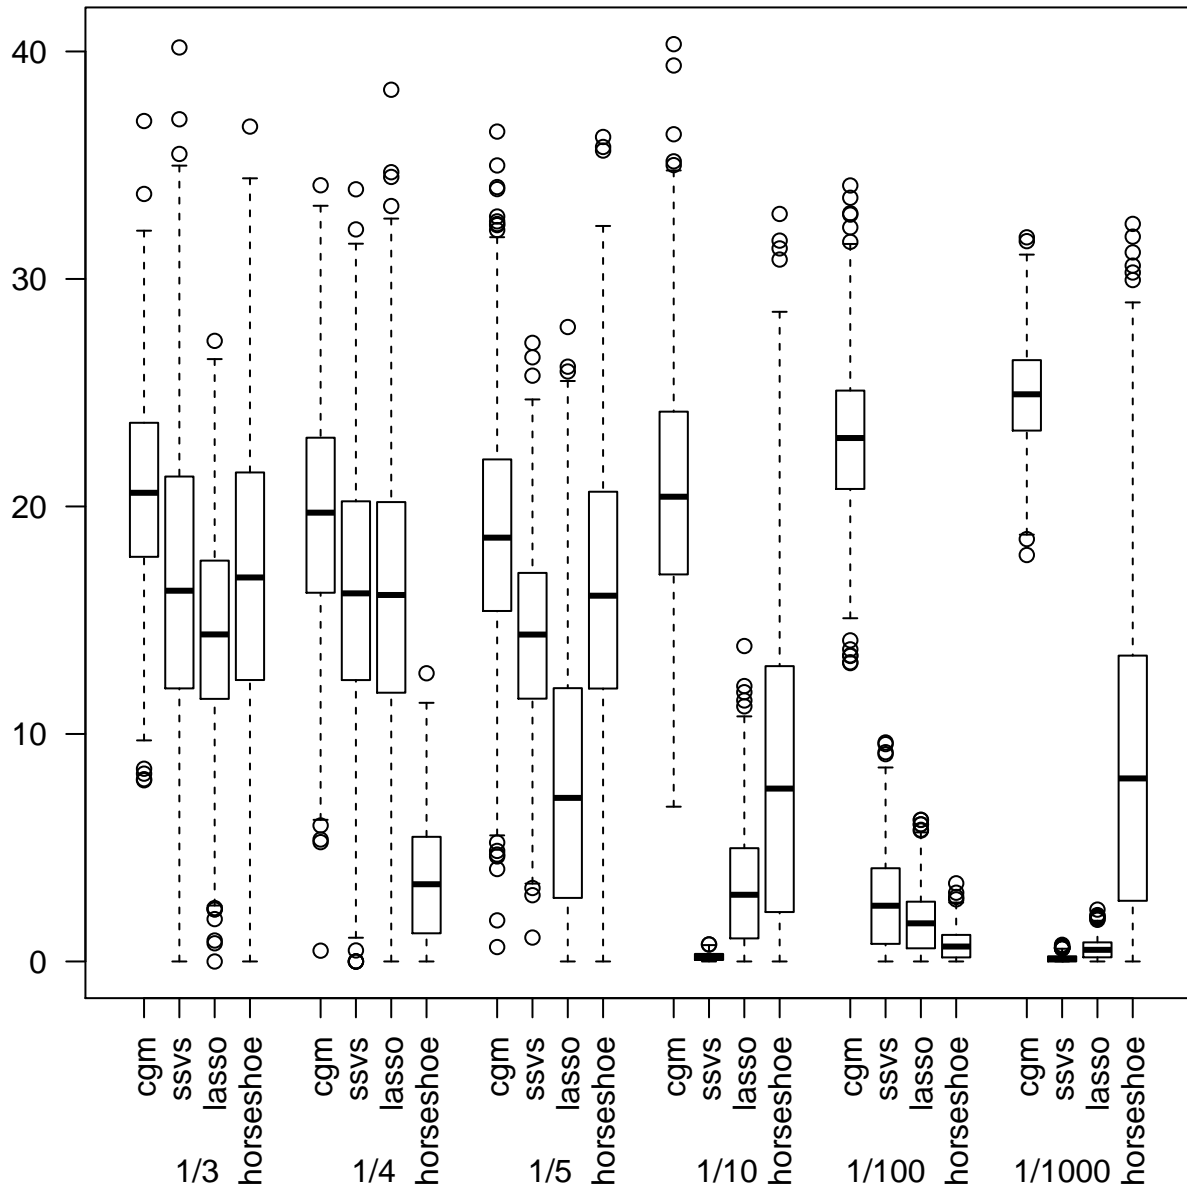 40
30
20
10
0
cgm
ssvs
lasso
horseshoe
cgm
ssvs
lasso
horseshoe
cgm
ssvs
lasso
horseshoe
cgm
ssvs
lasso
horseshoe
cgm
ssvs
lasso
horseshoe
cgm
ssvs
lasso
horseshoe
1/3
1/4
1/5
1/10
1/100
1/1000